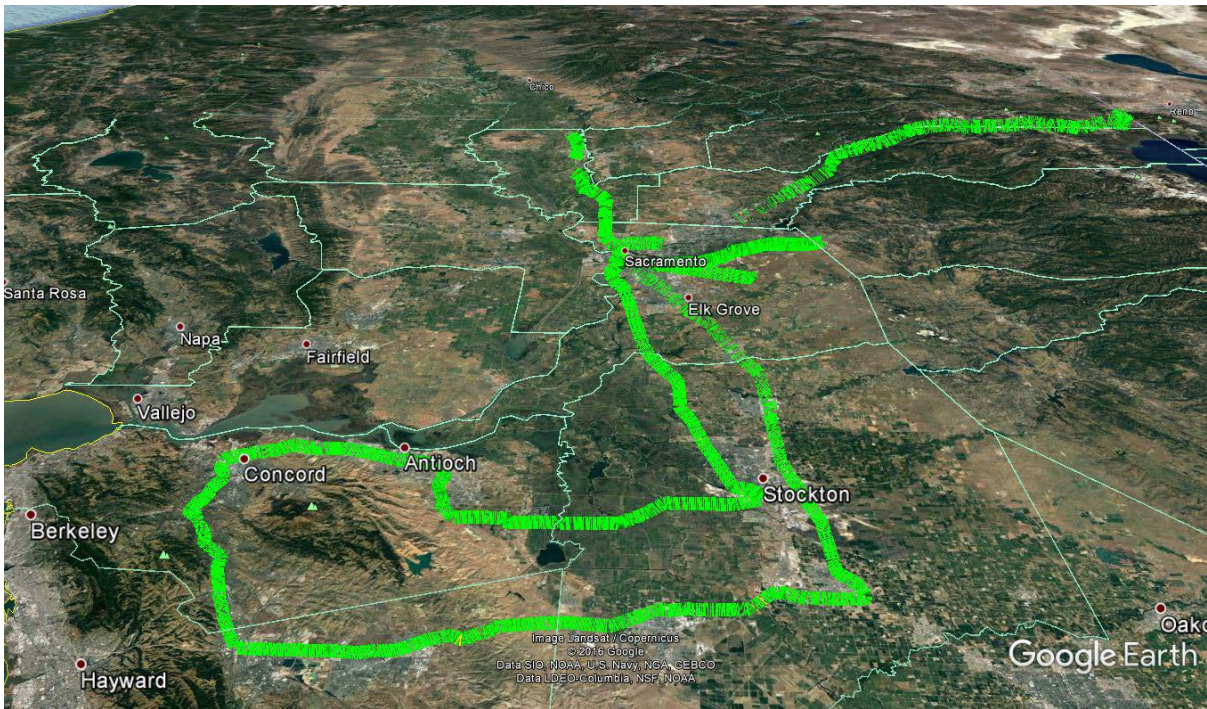 Chico
Reno
Sacramento
Santa Rosa
Elk Grove
Napa
Fairfield
Vallejo
Antioch
Concord
Stockton
Berkeley
Oakd
Image Landsat / Copernicus
© 2016 Google
Data SIO, NOAA, U.S. Navy, NGA, GEBCO
Data LDEO-Columbia, NSF, NOAA
Google Earth
Hayward